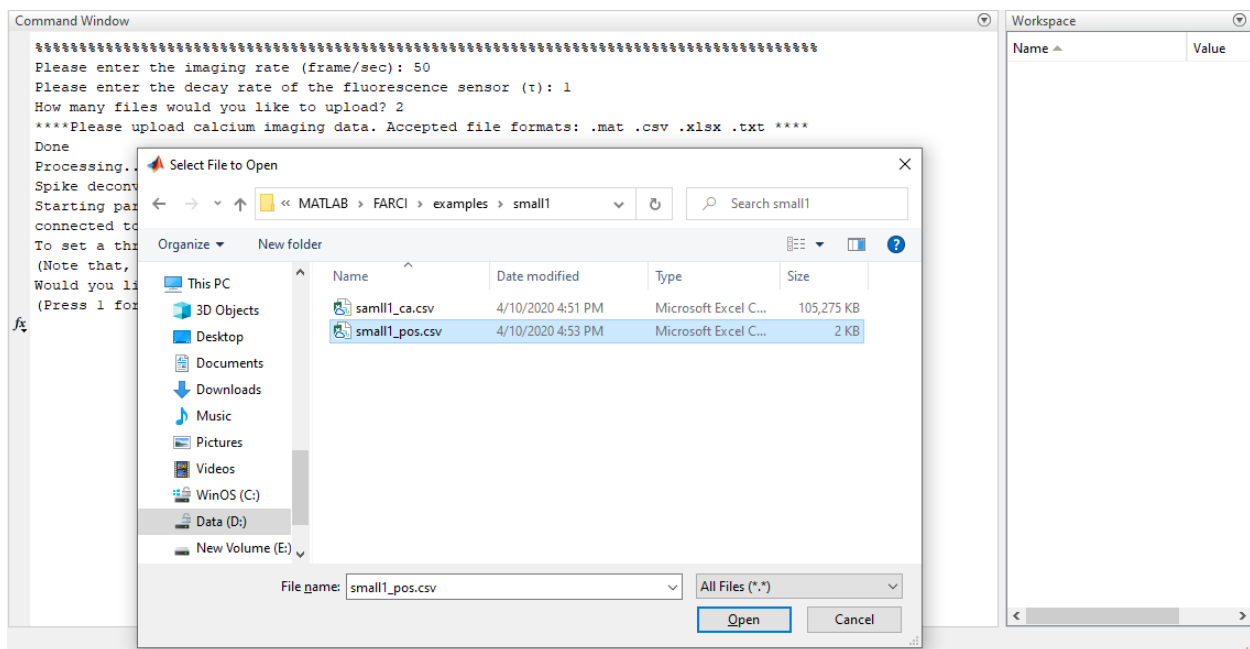 Command Window
%%%%%%%%%%%%%%%%%%%%%%%%%%%%%%%%%%%%%%%%%%%%%%%%%%%%%%%%%%%%%%%%%%%%%%%%%%%%%%%%%%%%%%%%%
Please enter the imaging rate (frame/sec): 50
Please enter the decay rate of the fluorescence sensor (τ): 1
How many files would you like to upload? 2
****Please upload calcium imaging data. Accepted file formats: .mat .csv .xlsx .txt ****
Done
Processing..
Spike deconv
Starting par
connected to
To set a thr
(Note that,
Would you li
(Press 1 for
fx
Select File to Open
« MATLAB > FARCI > examples > small1
Search small1
Organize
New folder
This PC
3D Objects
Desktop
Documents
Downloads
Music
Pictures
Videos
WinOS (C:)
Data (D:)
New Volume (E:)
Name Date modified Type Size
samll1_ca.csv 4/10/2020 4:51 PM Microsoft Excel C... 105,275 KB
small1_pos.csv 4/10/2020 4:53 PM Microsoft Excel C... 2 KB
File name: small1_pos.csv
All Files (*.*)
Open
Cancel
Workspace
Name Value